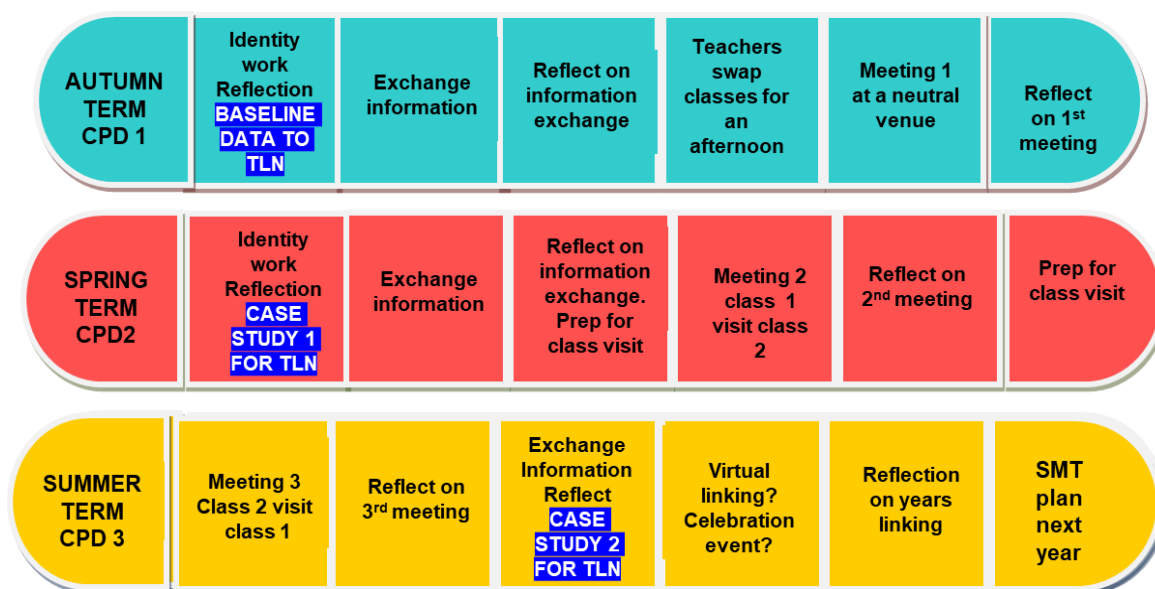 AUTUMN
TERM
CPD 1
Identity
work
Reflection
BASELINE
DATA TO
TLN
Exchange
information
Reflect on
information
exchange
Teachers
swap
classes for
an
afternoon
Meeting 1
at a neutral
venue
Reflect
on 1st
meeting
SPRING
TERM
CPD2
Identity
work
Reflection
CASE
STUDY 1
FOR TLN
Exchange
information
Reflect on
information
exchange.
Prep for
class visit
Meeting 2
class 1
visit class
2
Reflect on
2nd meeting
Prep for
class visit
SUMMER
TERM
CPD 3
Meeting 3
Class 2 visit
class 1
Reflect on
3rd meeting
Exchange
Information
Reflect
CASE
STUDY 2
FOR TLN
Virtual
linking?
Celebration
event?
Reflection
on years
linking
SMT
plan
next
year